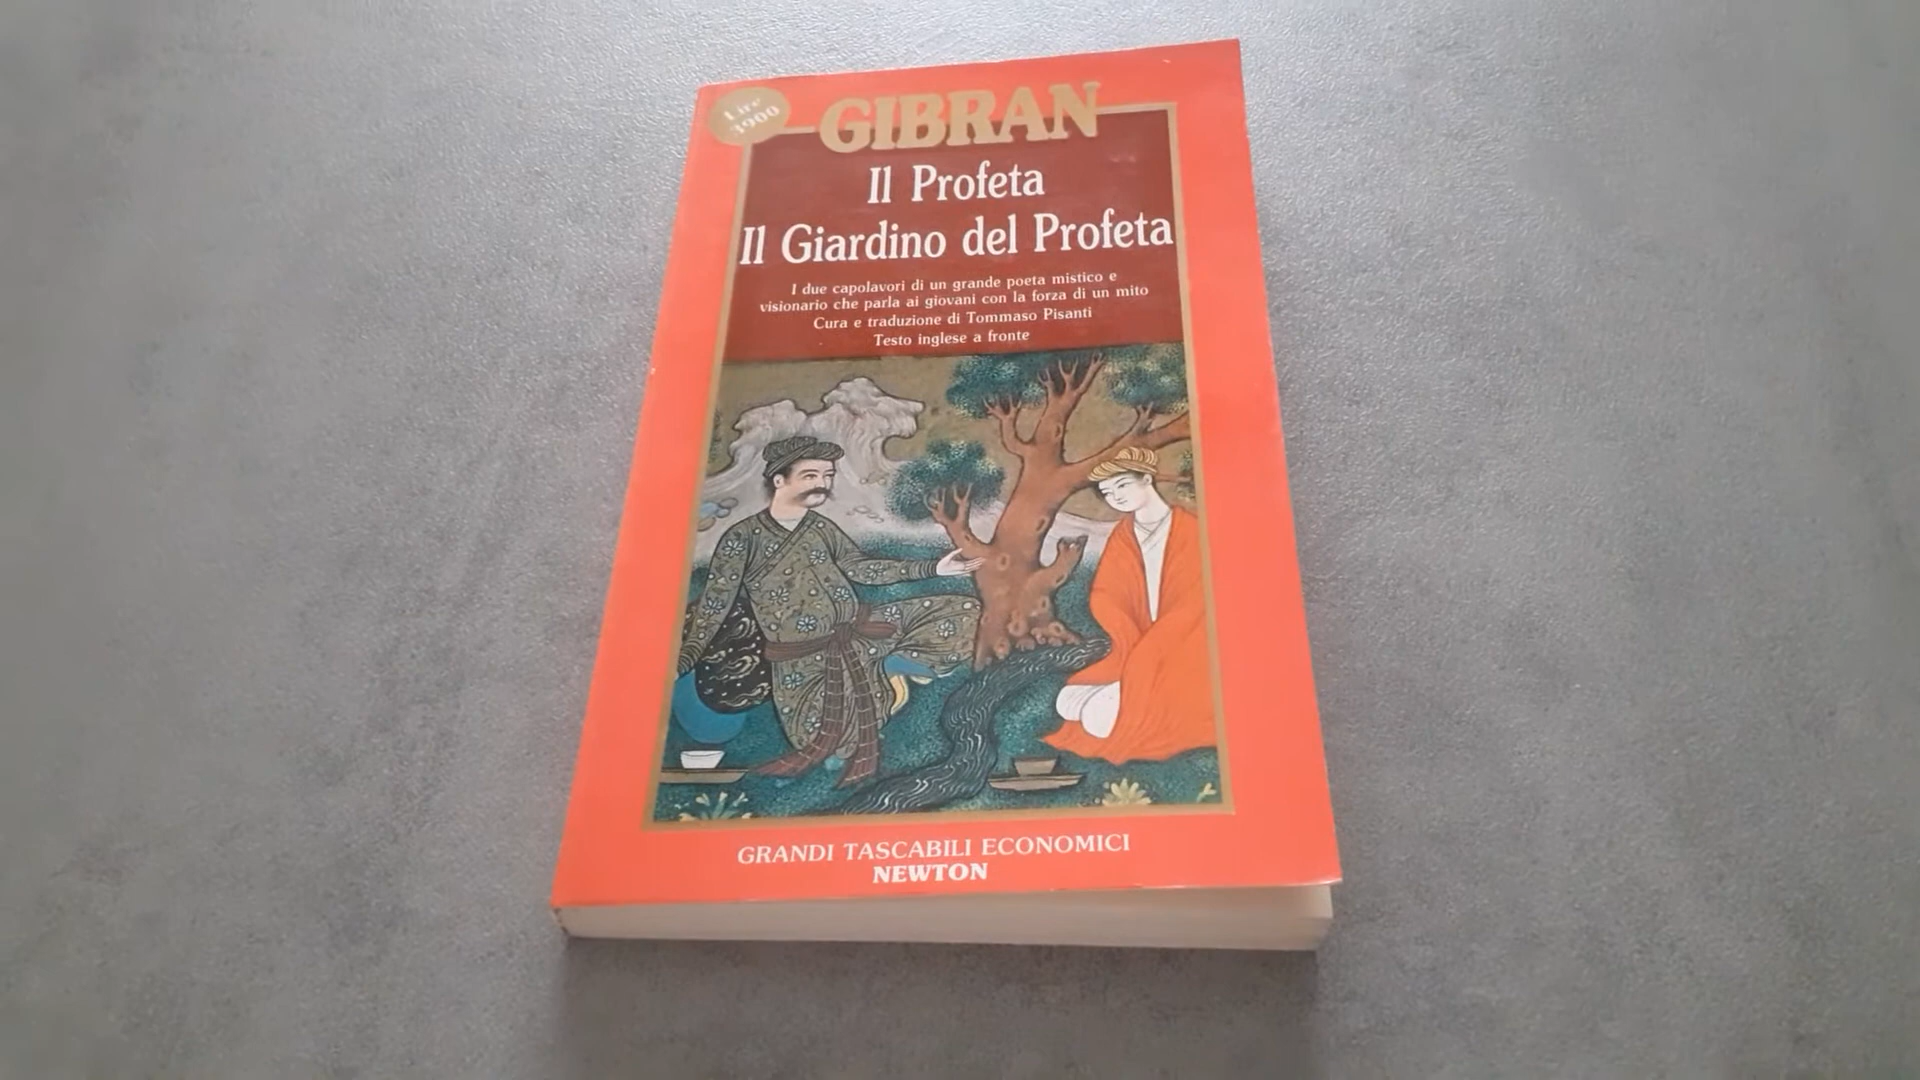 Lire
3900
GIBRAN
Il Profeta
Il Giardino del Profeta
I due capolavori di un grande poeta mistico e
visionario che parla ai giovani con la forza di un mito
Cura e traduzione di Tommaso Pisanti
Testo inglese a fronte
GRANDI TASCABILI ECONOMICI
NEWTON